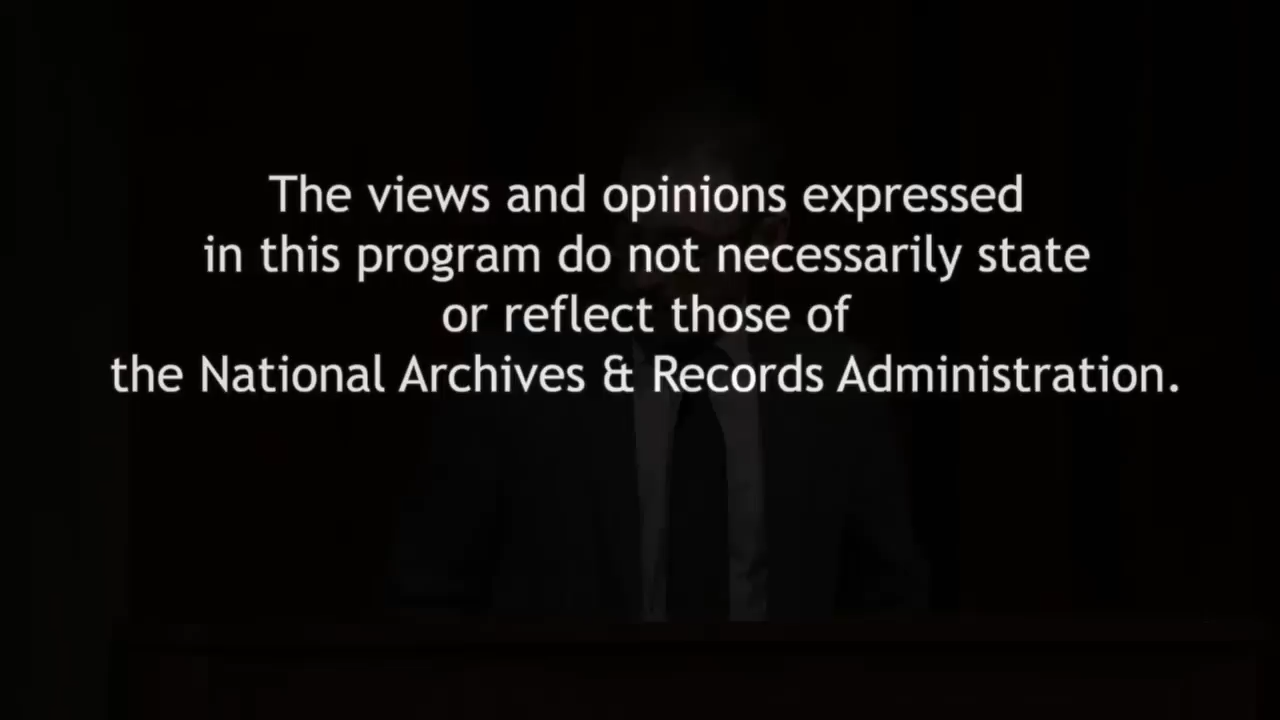 The views and opinions expressed
in this program do not necessarily state
or reflect those of
the National Archives & Records Administration.